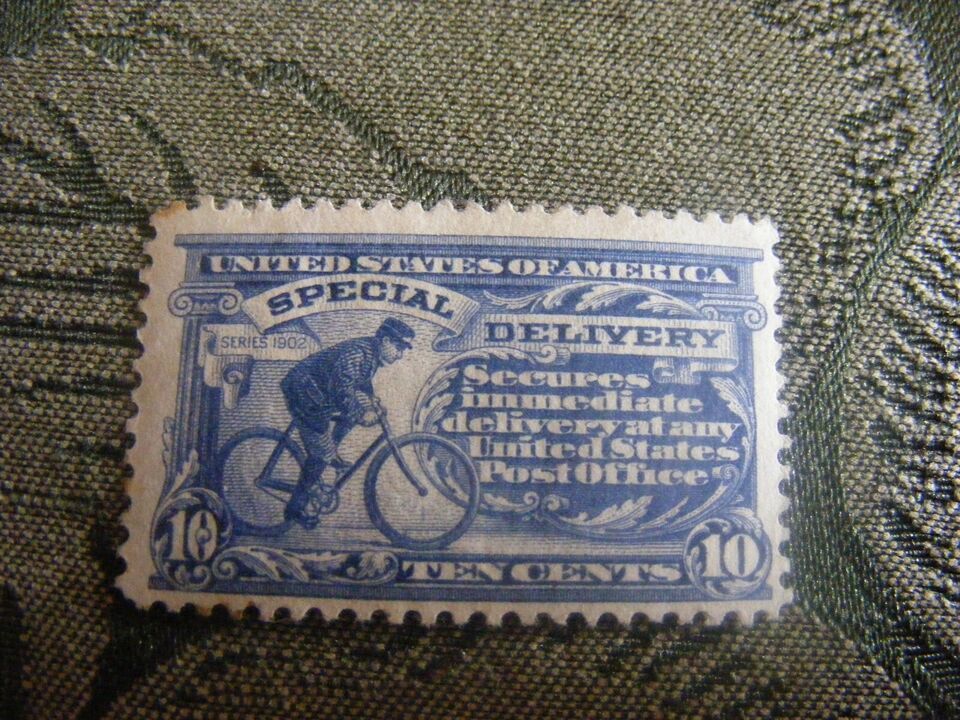 UNITED STATES OF AMERICA
SPECIAL
DELIVERY
SERIES 1902
Secures
immediate
delivery at any
United States
Post Office
10
TEN CENTS
10